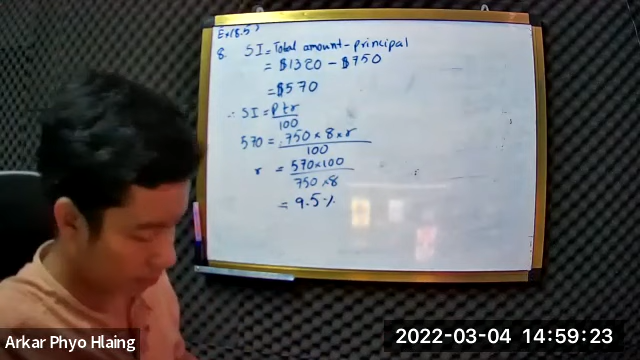 Ex(8.5)
8. SI = Total amount - principal
= $1320 - $750
= $570
∴ SI = Ptr/100
570 = 750 × 8 × r/100
r = 570×100/750 × 8
= 9.5%
Arkar Phyo Hlaing
2022-03-04 14:59:23